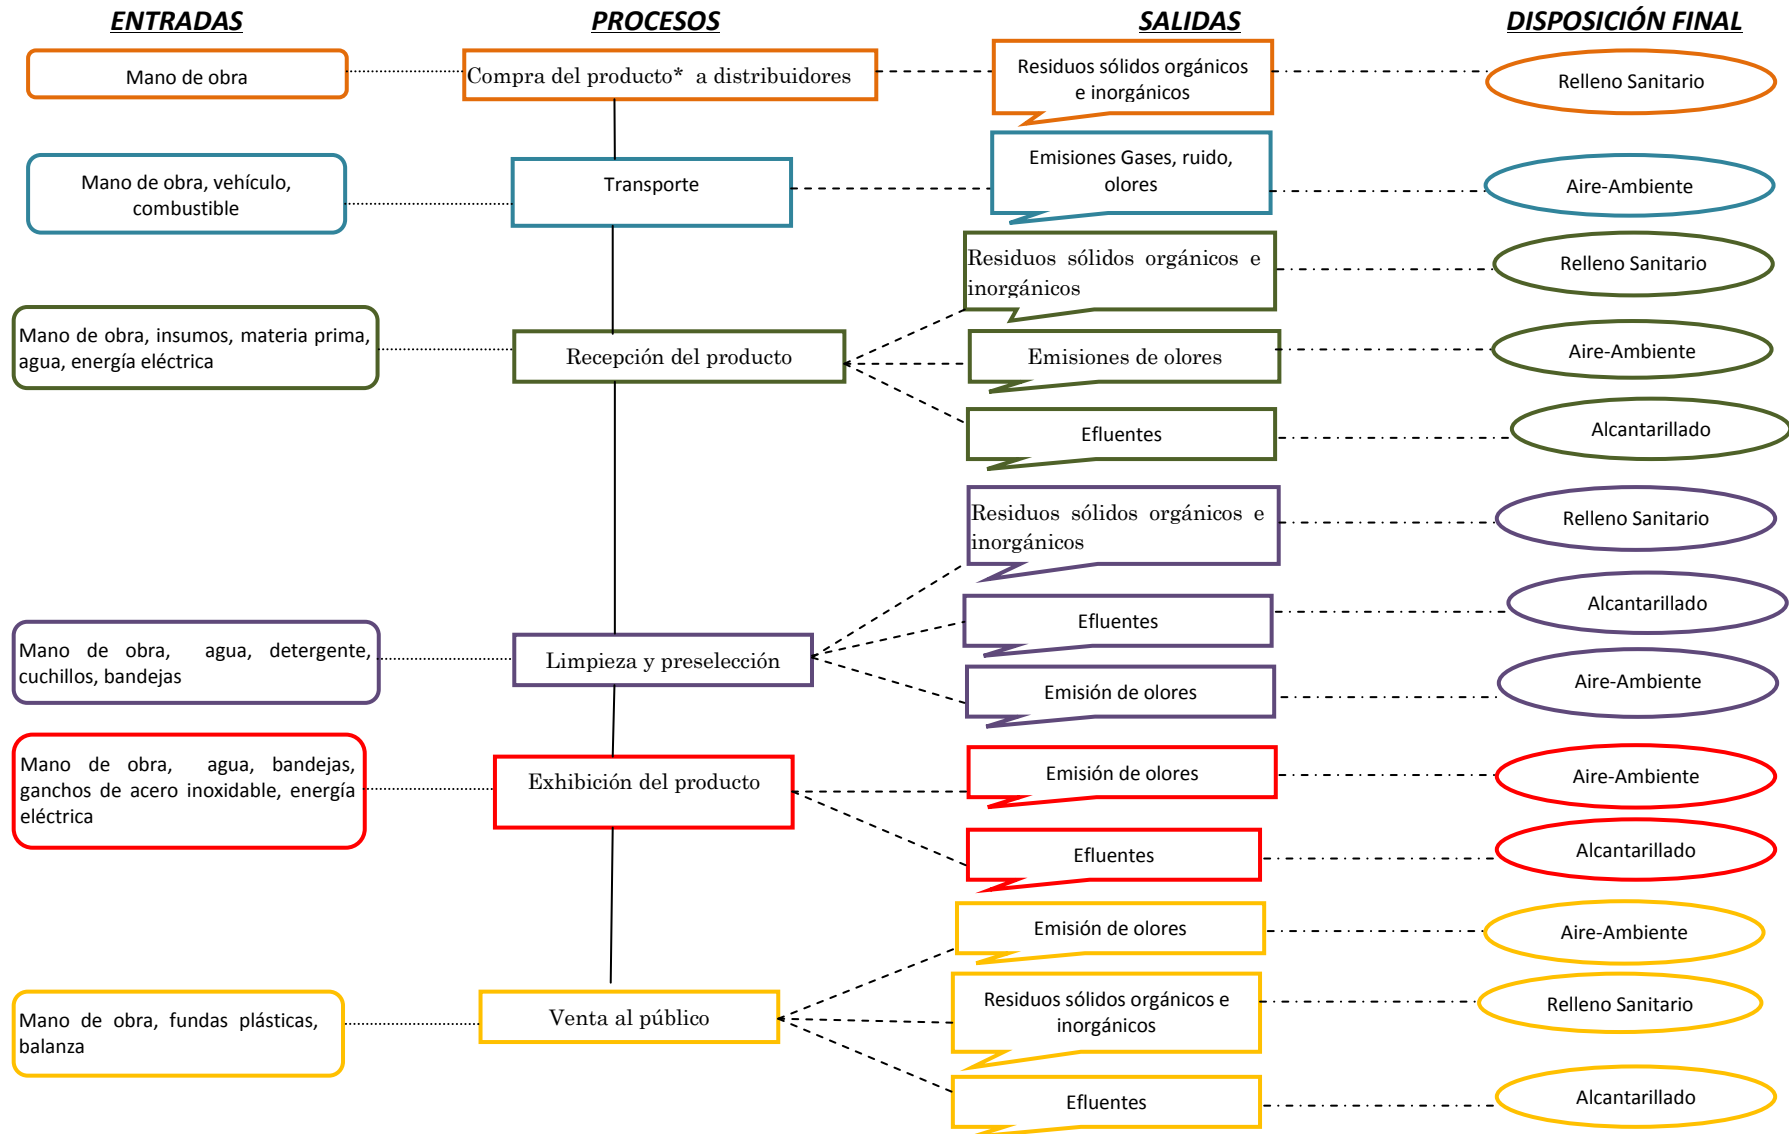 ENTRADAS
PROCESOS
SALIDAS
DISPOSICIÓN FINAL
Mano de obra
Compra del producto* a distribuidores
Residuos sólidos orgánicos
e inorgánicos
Relleno Sanitario
Mano de obra, vehículo,
combustible
Transporte
Emisiones Gases, ruido,
olores
Aire-Ambiente
Mano de obra, insumos, materia prima,
agua, energía eléctrica
Recepción del producto
Residuos sólidos orgánicos e
inorgánicos
Relleno Sanitario
Emisiones de olores
Aire-Ambiente
Efluentes
Alcantarillado
Mano de obra, agua, detergente,
cuchillos, bandejas
Limpieza y preselección
Residuos sólidos orgánicos e
inorgánicos
Relleno Sanitario
Efluentes
Alcantarillado
Emisión de olores
Aire-Ambiente
Mano de obra, agua, bandejas,
ganchos de acero inoxidable, energía
eléctrica
Exhibición del producto
Emisión de olores
Aire-Ambiente
Efluentes
Alcantarillado
Mano de obra, fundas plásticas,
balanza
Venta al público
Emisión de olores
Aire-Ambiente
Residuos sólidos orgánicos e
inorgánicos
Relleno Sanitario
Efluentes
Alcantarillado